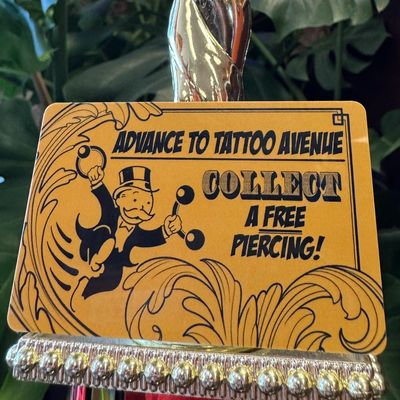 ADVANCE TO TATTOO AVENUE
COLLECT
A FREE
PIERCING!